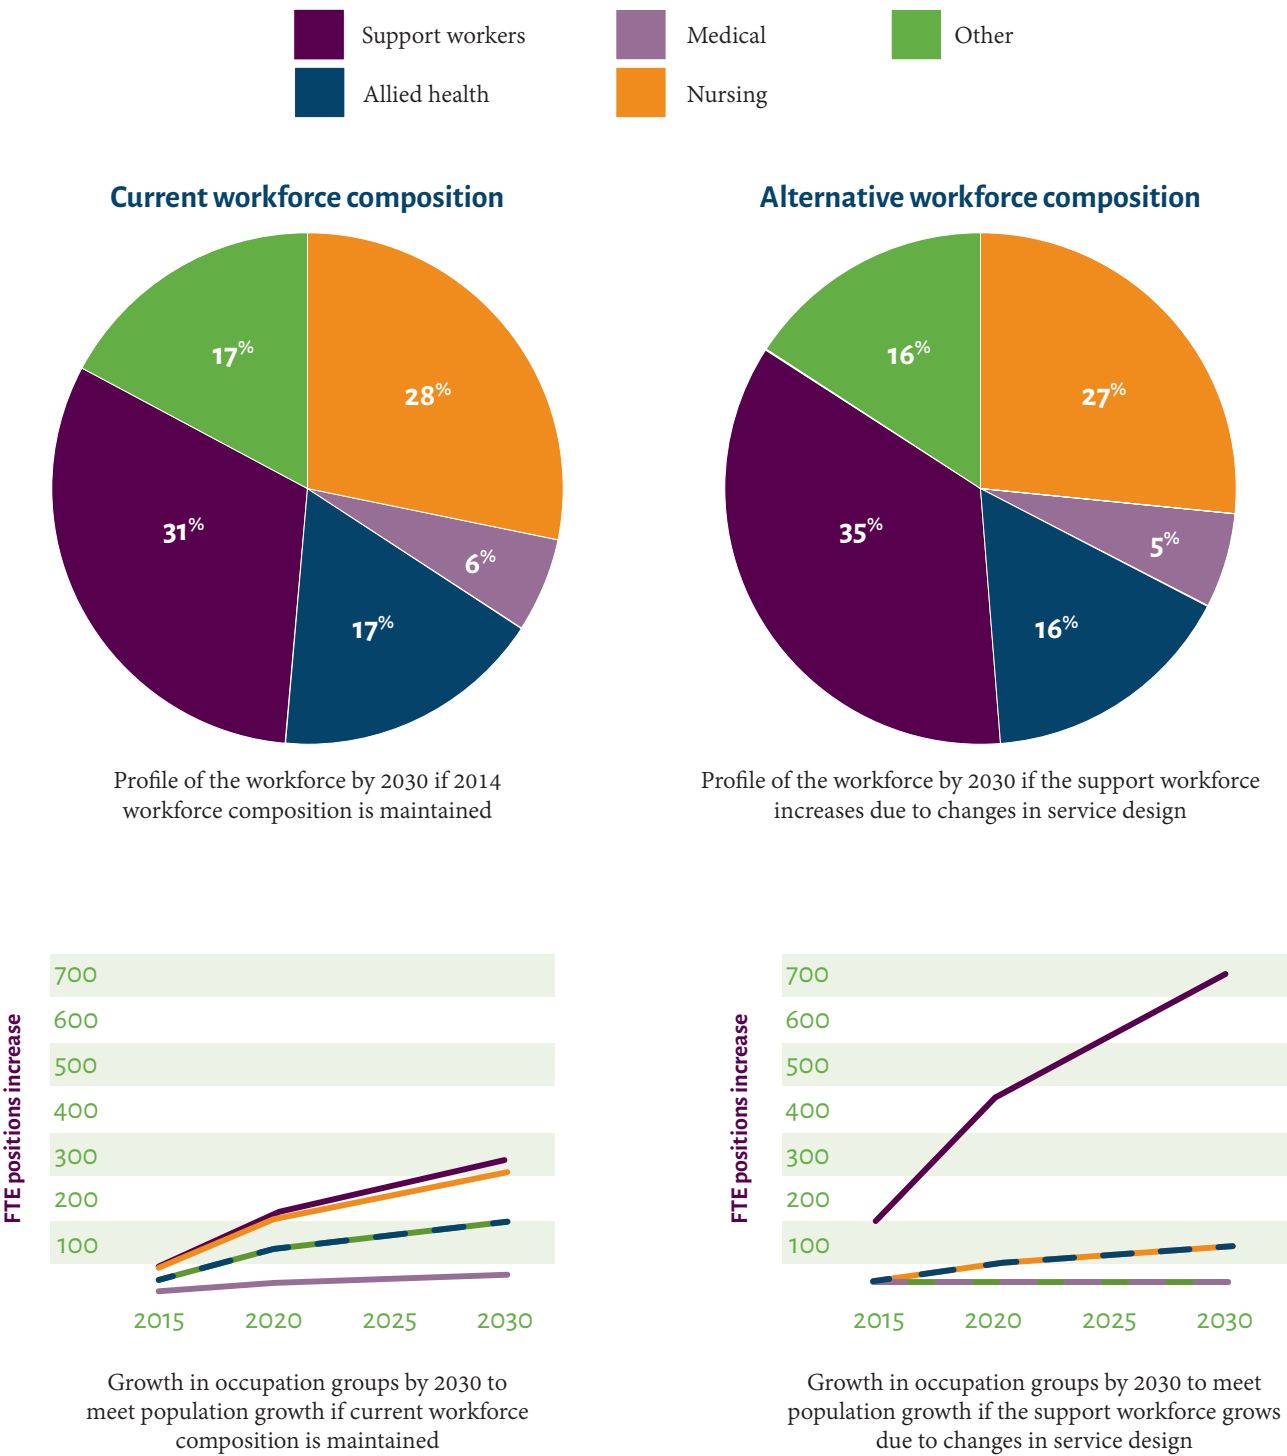 Support workers
Medical
Other
Allied health
Nursing
Current workforce composition
17%
28%
31%
6%
17%
Profile of the workforce by 2030 if 2014
workforce composition is maintained
Alternative workforce composition
16%
27%
35%
5%
16%
Profile of the workforce by 2030 if the support workforce
increases due to changes in service design
FTE positions increase
700
600
500
400
300
200
100
2015 2020 2025 2030
Growth in occupation groups by 2030 to
meet population growth if current workforce
composition is maintained
FTE positions increase
700
600
500
400
300
200
100
2015 2020 2025 2030
Growth in occupation groups by 2030 to meet
population growth if the support workforce grows
due to changes in service design